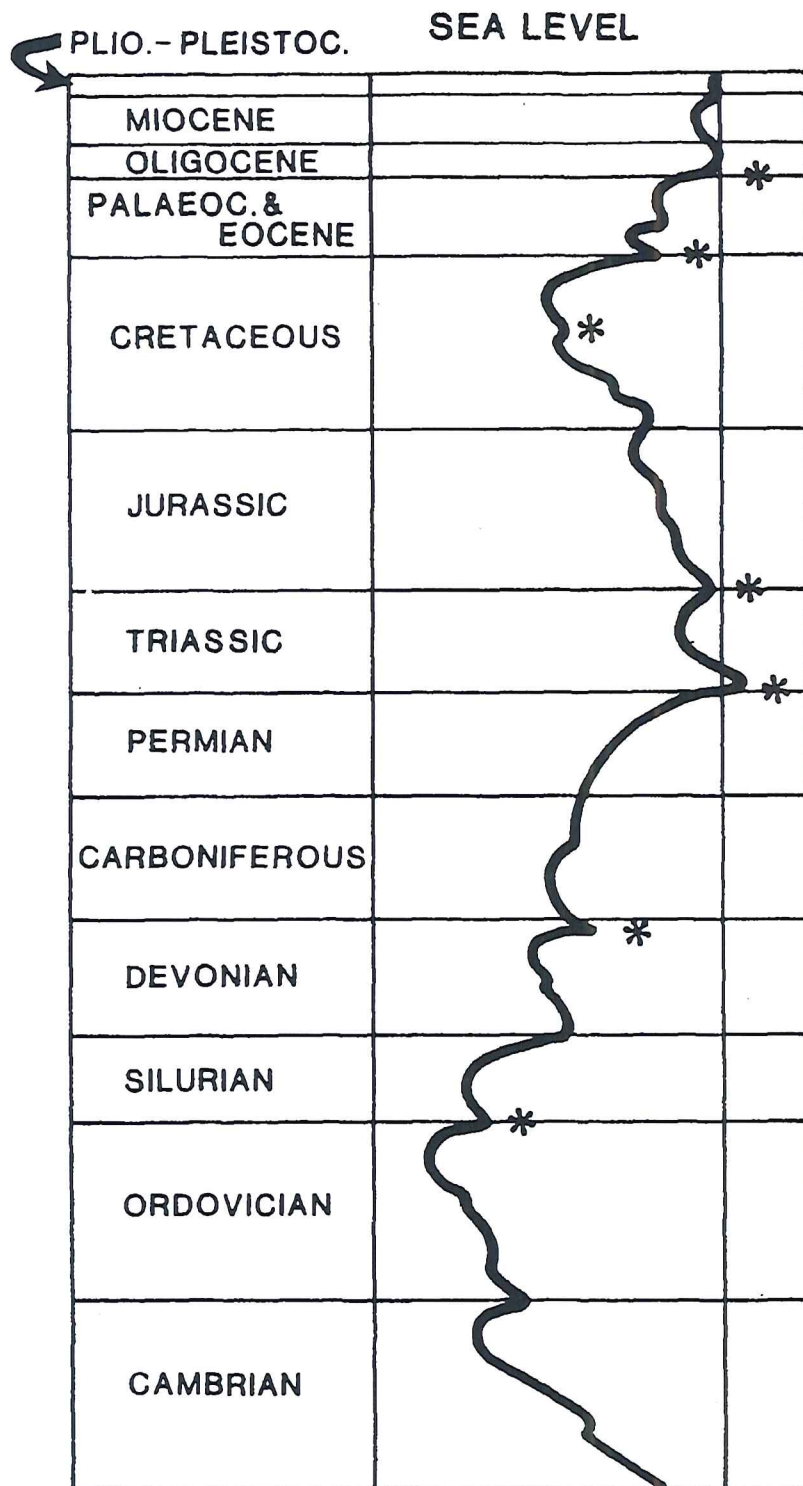 SEA LEVEL
PLIO.-PLEISTOC.
MIOCENE
OLIGOCENE
PALAEOC.&
EOCENE
CRETACEOUS
JURASSIC
TRIASSIC
PERMIAN
CARBONIFEROUS
DEVONIAN
SILURIAN
ORDOVICIAN
CAMBRIAN